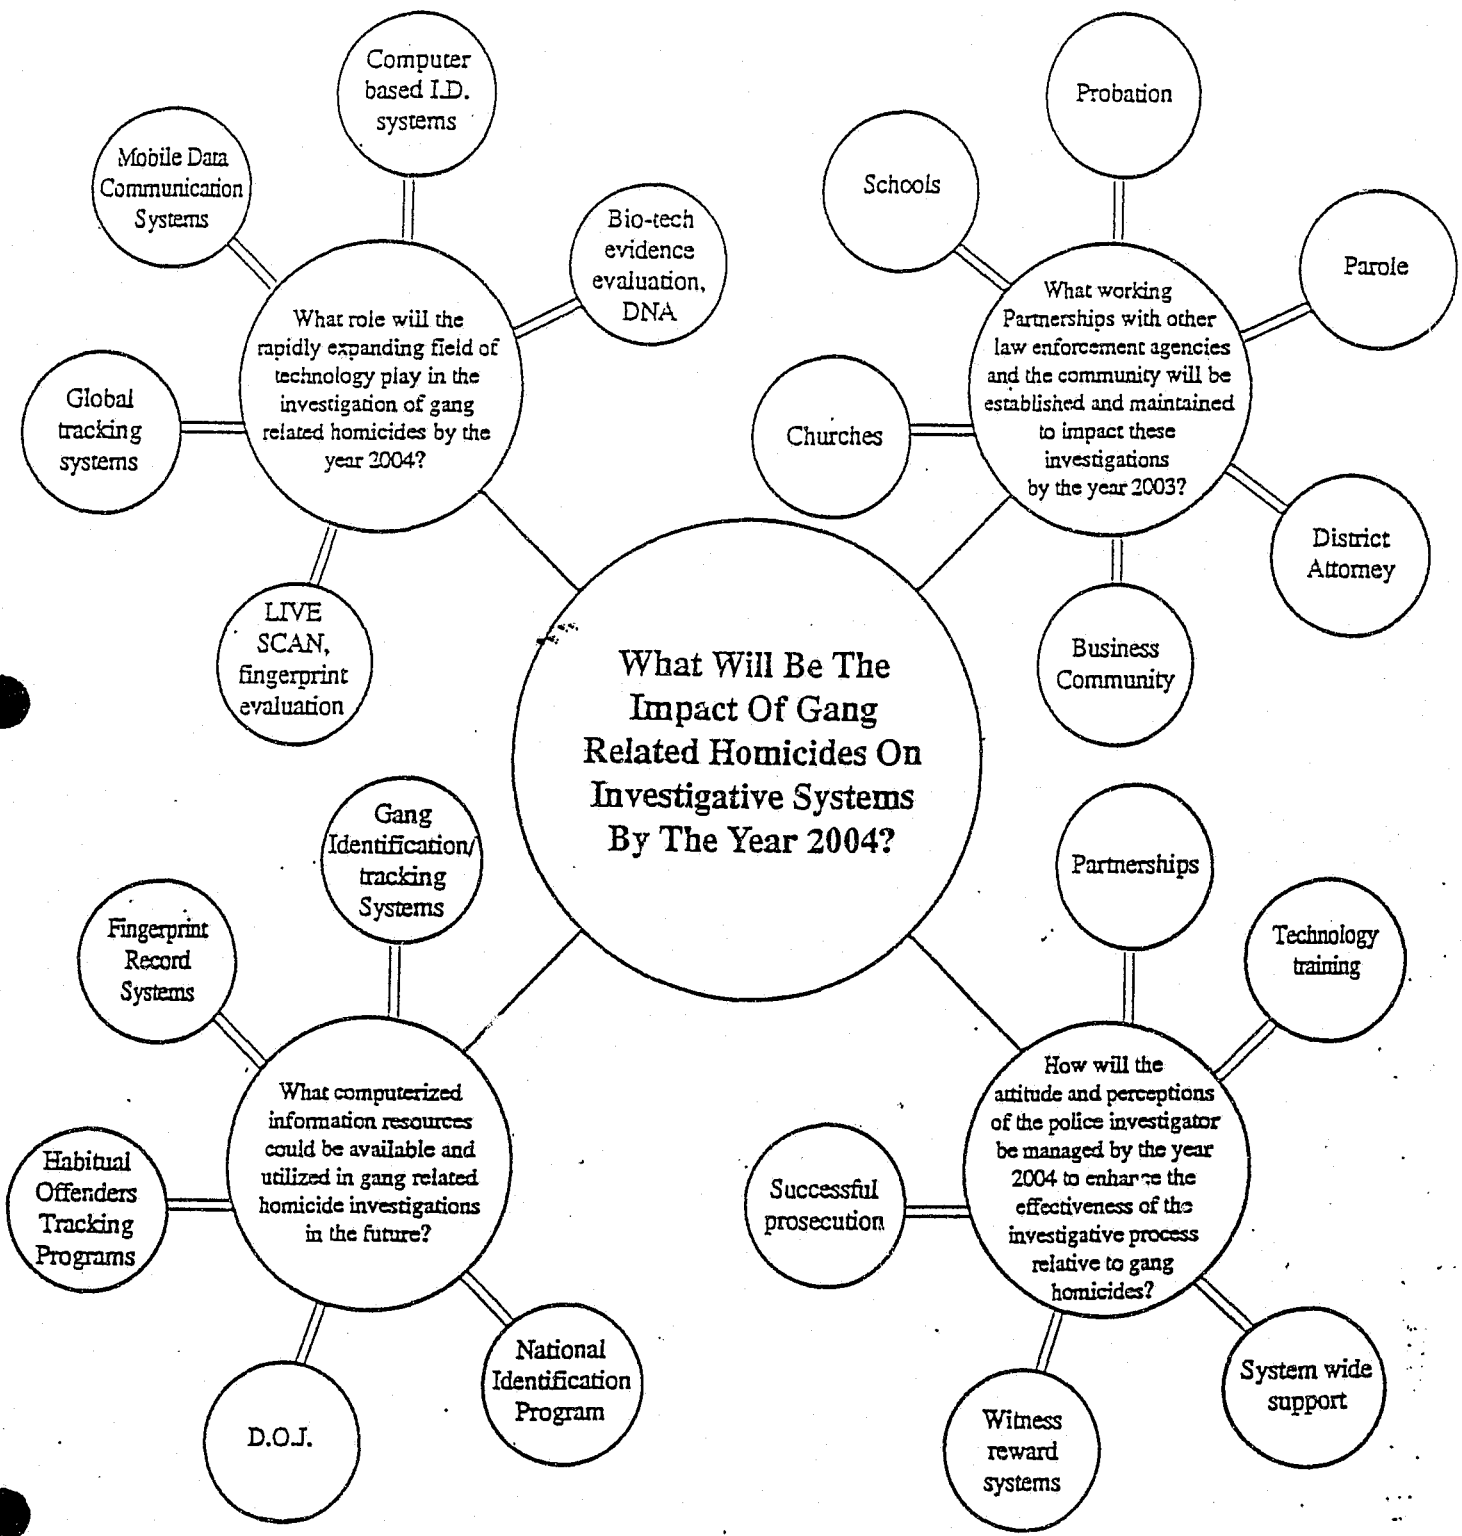 Computer
based I.D.
systems
Mobile Data
Communication
Systems
Bio-tech
evidence
evaluation,
DNA
What role will the
rapidly expanding field of
technology play in the
investigation of gang
related homicides by the
year 2004?
Global
tracking
systems
LIVE
SCAN,
fingerprint
evaluation
Probation
Schools
Parole
What working
Partnerships with other
law enforcement agencies
and the community will be
established and maintained
to impact these
investigations
by the year 2003?
Churches
District
Attorney
Business
Community
What Will Be The
Impact Of Gang
Related Homicides On
Investigative Systems
By The Year 2004?
Gang
Identification/
tracking
Systems
Fingerprint
Record
Systems
What computerized
information resources
could be available and
utilized in gang related
homicide investigations
in the future?
Habitual
Offenders
Tracking
Programs
D.O.J.
National
Identification
Program
Partnerships
Technology
training
How will the
attitude and perceptions
of the police investigator
be managed by the year
2004 to enhance the
effectiveness of the
investigative process
relative to gang
homicides?
Successful
prosecution
Witness
reward
systems
System wide
support